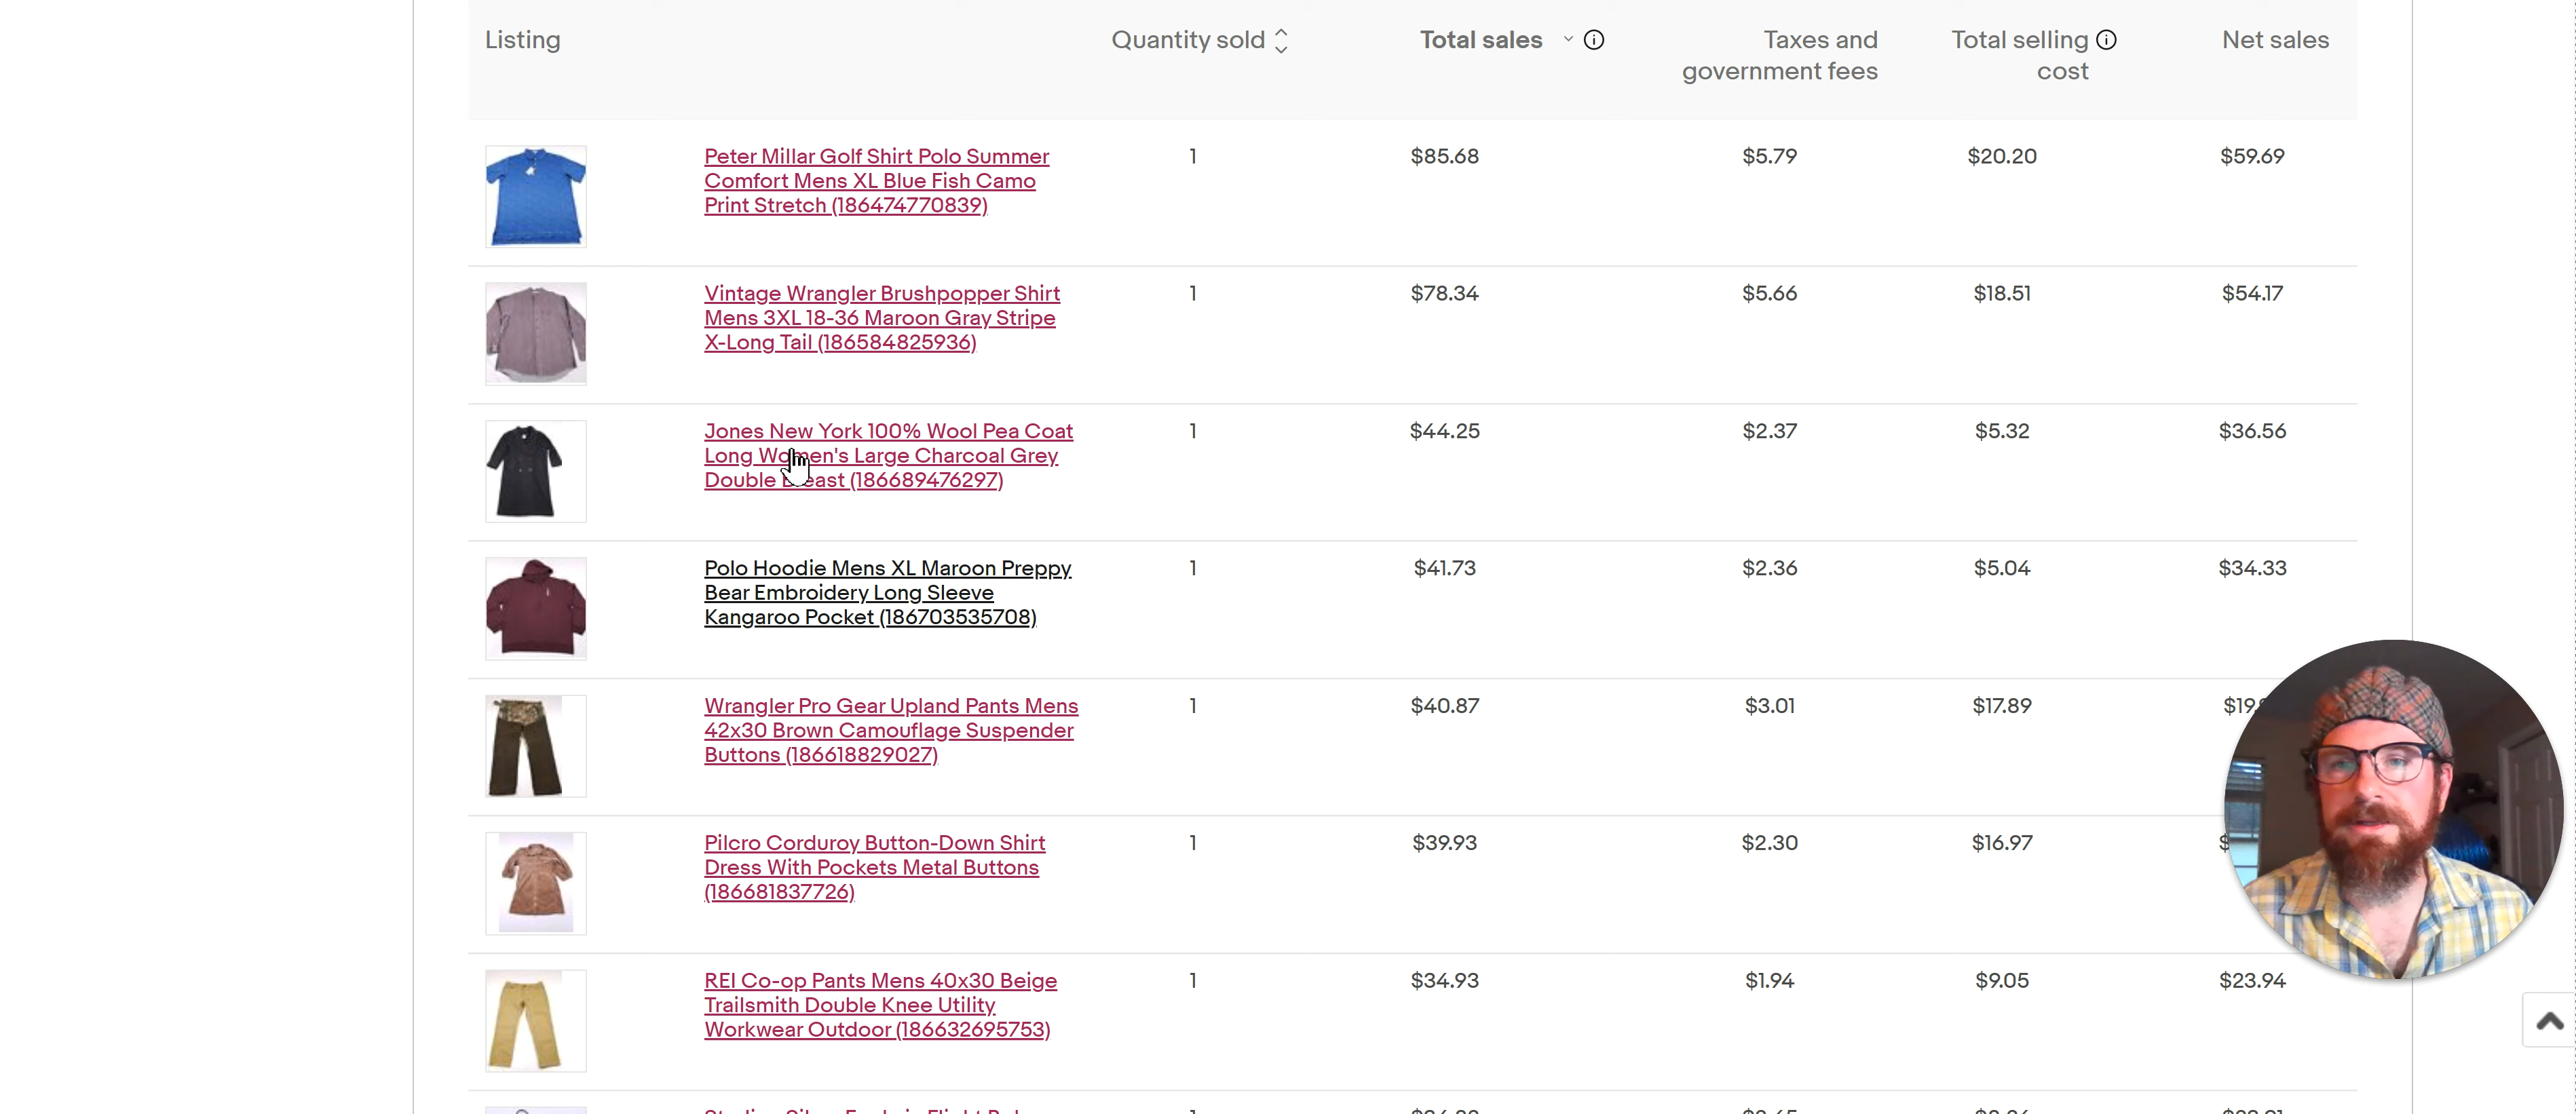 Listing
Quantity sold
Total sales
Taxes and
government fees
Total selling
cost
Net sales
Peter Millar Golf Shirt Polo Summer
Comfort Mens XL Blue Fish Camo
Print Stretch (186474770839)
1
$85.68
$5.79
$20.20
$59.69
Vintage Wrangler Brushpopper Shirt
Mens 3XL 18-36 Maroon Gray Stripe
X-Long Tail (186584825936)
1
$78.34
$5.66
$18.51
$54.17
Jones New York 100% Wool Pea Coat
Long Women's Large Charcoal Grey
Double Breast (186689476297)
1
$44.25
$2.37
$5.32
$36.56
Polo Hoodie Mens XL Maroon Preppy
Bear Embroidery Long Sleeve
Kangaroo Pocket (186703535708)
1
$41.73
$2.36
$5.04
$34.33
Wrangler Pro Gear Upland Pants Mens
42x30 Brown Camouflage Suspender
Buttons (186618829027)
1
$40.87
$3.01
$17.89
Pilcro Corduroy Button-Down Shirt
Dress With Pockets Metal Buttons
(186681837726)
1
$39.93
$2.30
$16.97
REI Co-op Pants Mens 40x30 Beige
Trailsmith Double Knee Utility
Workwear Outdoor (186632695753)
1
$34.93
$1.94
$9.05
$23.94